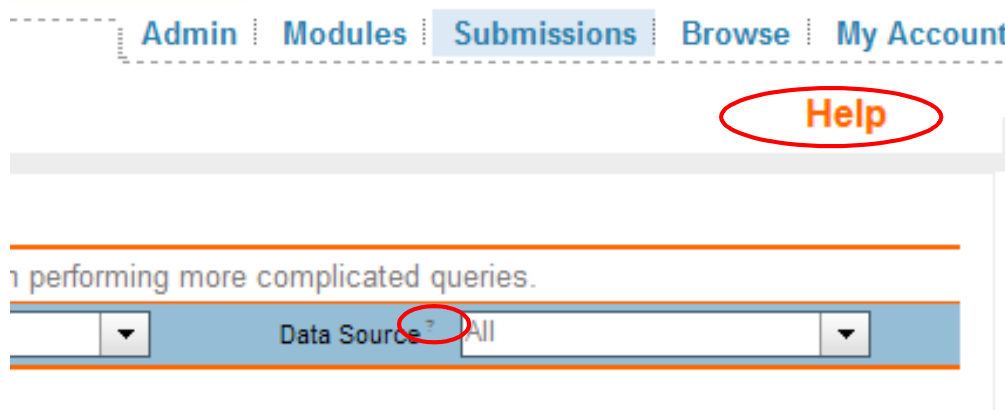 Admin Modules Submissions Browse My Account
Help
performing more complicated queries.
Data Source ? All